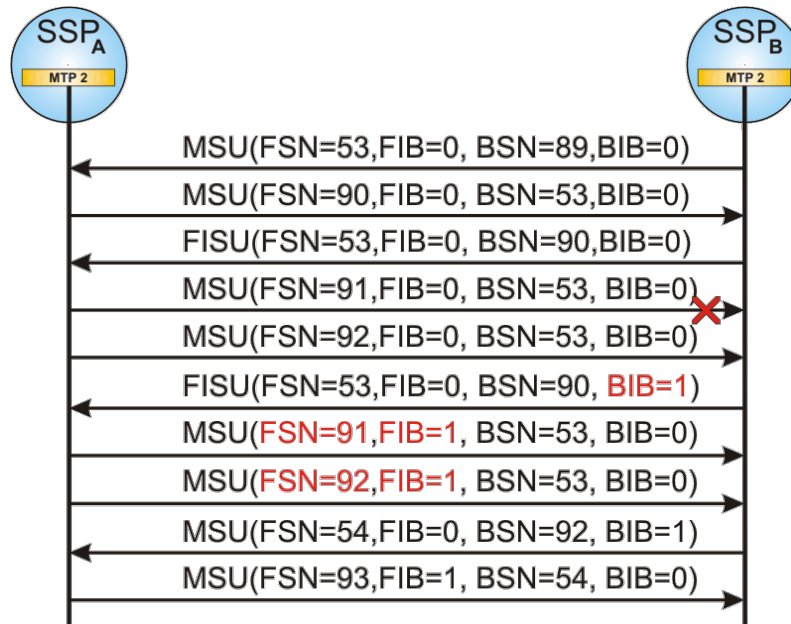 SSP A
MTP 2
SSP B
MTP 2
MSU(FSN=53,FIB=0, BSN=89,BIB=0)
MSU(FSN=90,FIB=0, BSN=53,BIB=0)
FISU(FSN=53,FIB=0, BSN=90,BIB=0)
MSU(FSN=91,FIB=0, BSN=53, BIB=0)
MSU(FSN=92,FIB=0, BSN=53, BIB=0)
FISU(FSN=53,FIB=0, BSN=90, BIB=1)
MSU(FSN=91,FIB=1, BSN=53, BIB=0)
MSU(FSN=92,FIB=1, BSN=53, BIB=0)
MSU(FSN=54,FIB=0, BSN=92, BIB=1)
MSU(FSN=93,FIB=1, BSN=54, BIB=0)